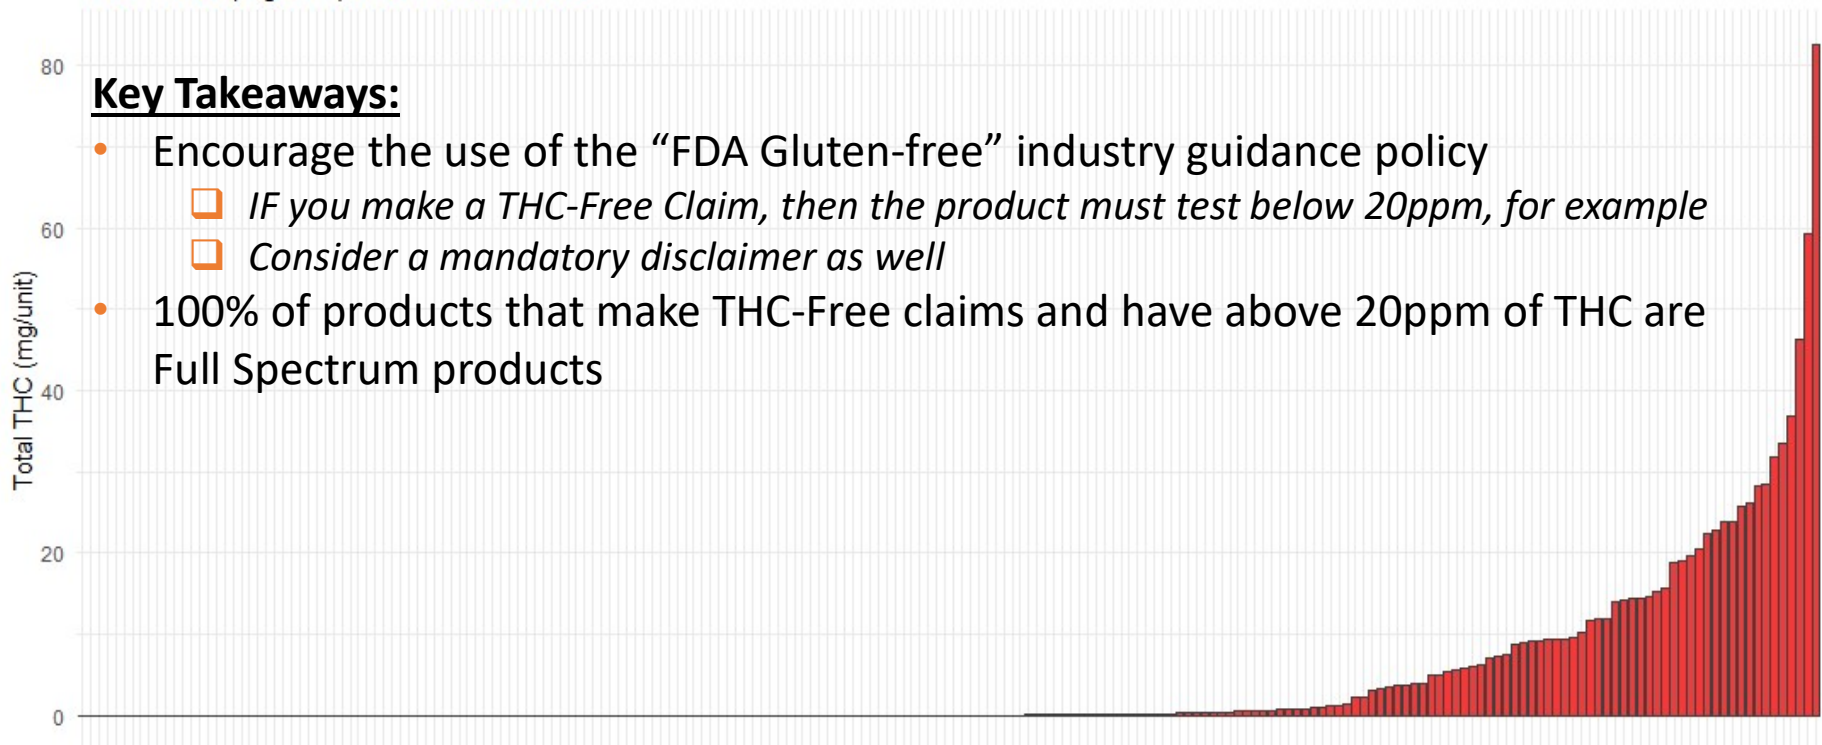 80
Key Takeaways:
• Encourage the use of the “FDA Gluten-free” industry guidance policy
❑ IF you make a THC-Free Claim, then the product must test below 20ppm, for example
60
❑ Consider a mandatory disclaimer as well
• 100% of products that make THC-Free claims and have above 20ppm of THC are
Full Spectrum products
40
Total THC (mg/unit)
20
0